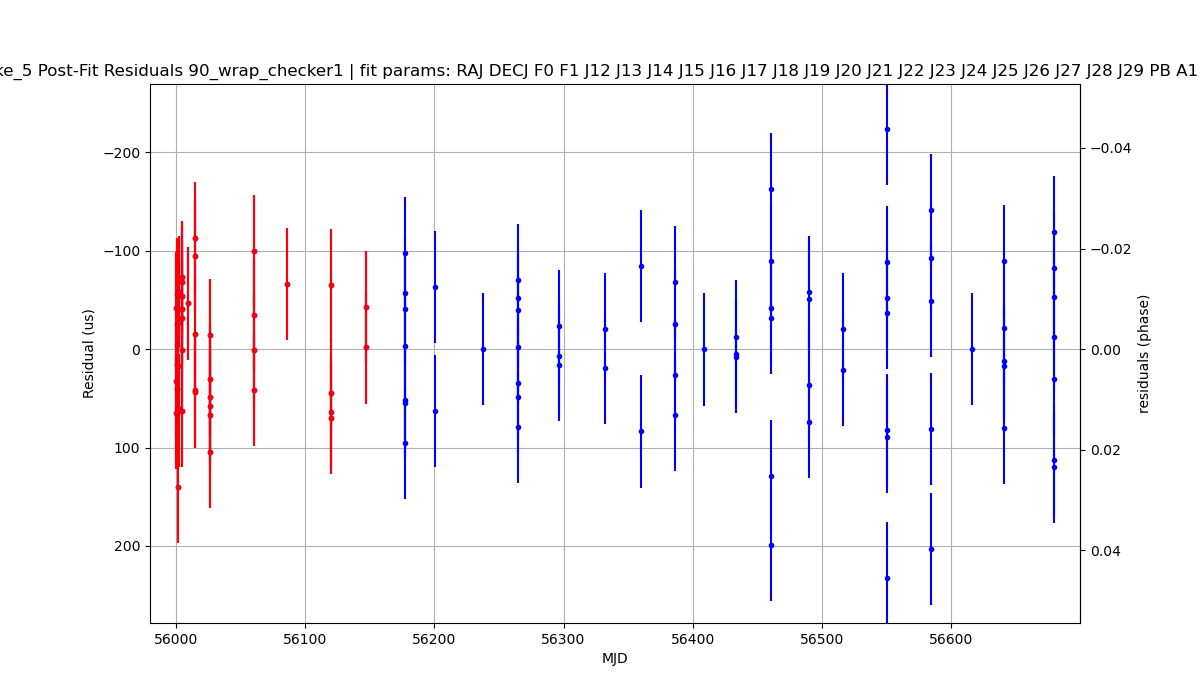 ke_5 Post-Fit Residuals 90_wrap_checker1 | fit params: RAJ DECJ F0 F1 J12 J13 J14 J15 J16 J17 J18 J19 J20 J21 J22 J23 J24 J25 J26 J27 J28 J29 PB A1
−200
−100
0
100
200
Residual (us)
−0.04
−0.02
0.00
0.02
0.04
residuals (phase)
56000 56100 56200 56300 56400 56500 56600
MJD